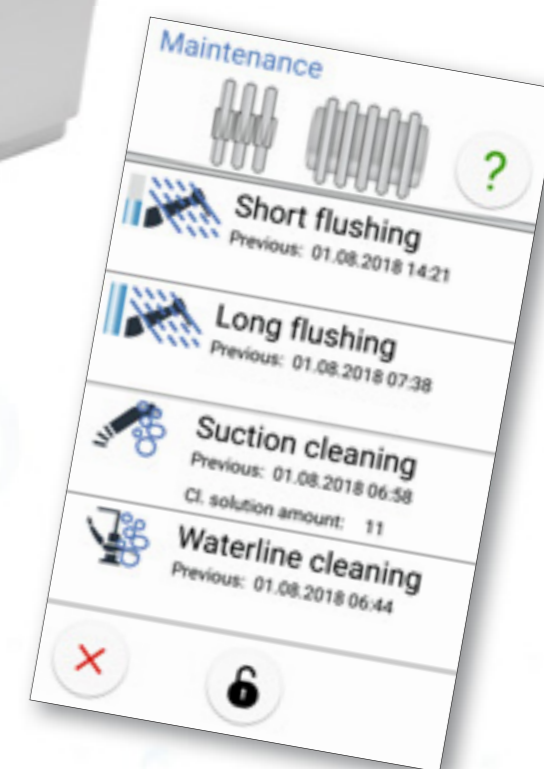 Maintenance
?
Short flushing
Previous: 01.08.2018 14:21
Long flushing
Previous: 01.08.2018 07:38
Suction cleaning
Previous: 01.08.2018 06:58
Cl. solution amount: 11
Waterline cleaning
Previous: 01.08.2018 06:44